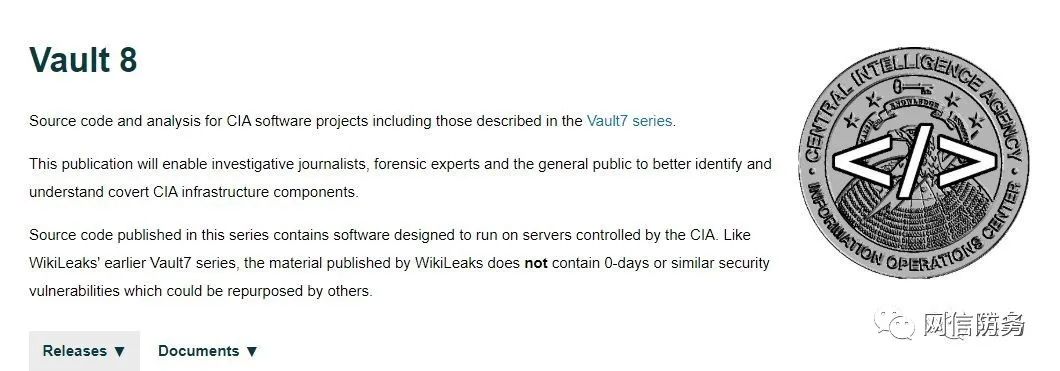 Vault 8
Source code and analysis for CIA software projects including those described in the Vault7 series.
This publication will enable investigative journalists, forensic experts and the general public to better identify and
understand covert CIA infrastructure components.
Source code published in this series contains software designed to run on servers controlled by the CIA. Like
WikiLeaks' earlier Vault7 series, the material published by WikiLeaks does not contain 0-days or similar security
vulnerabilities which could be repurposed by others.
Releases ▼ Documents ▼
CENTRAL INTELLIGENCE AGENCY
</>
INFORMATION OPERATIONS CENTER
网信防务